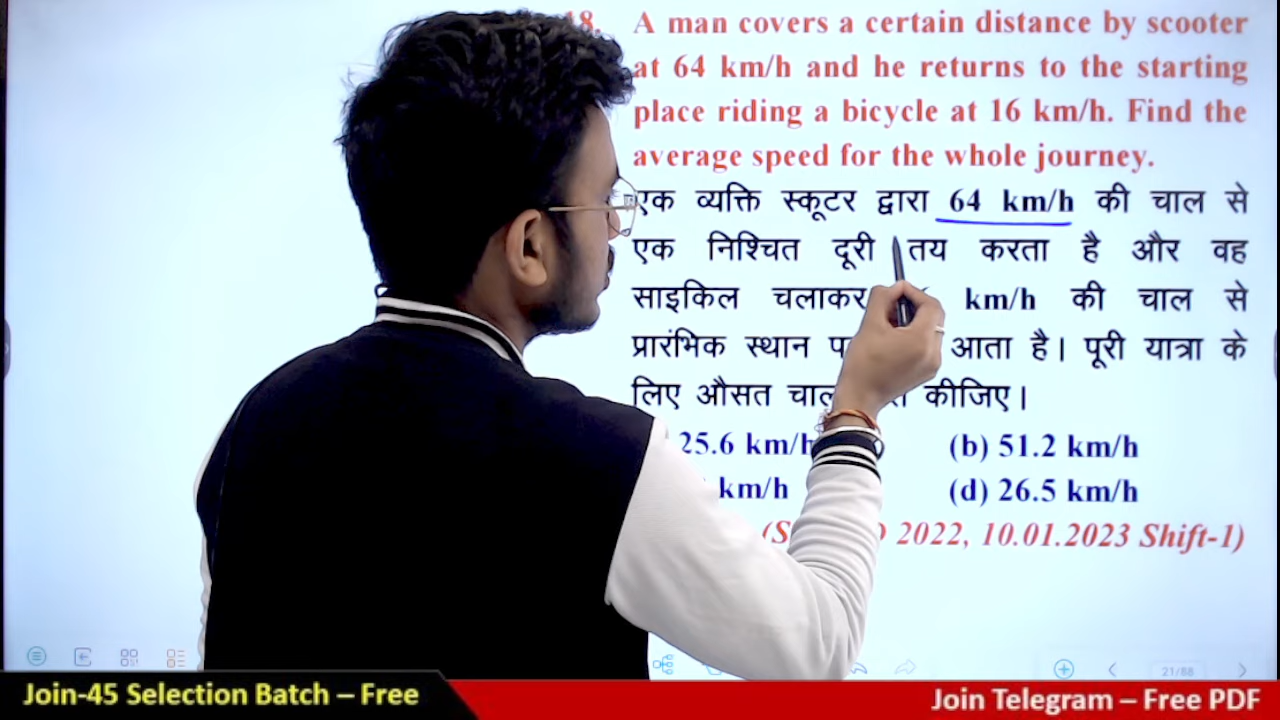 18. A man covers a certain distance by scooter
at 64 km/h and he returns to the starting
place riding a bicycle at 16 km/h. Find the
average speed for the whole journey.
एक व्यक्ति स्कूटर द्वारा 64 km/h की चाल से
एक निश्चित दूरी तय करता है और वह
साइकिल चलाकर km/h की चाल से
प्रारंभिक स्थान आता है। पूरी यात्रा के
लिए औसत चाल कीजिए।
25.6 km/h (b) 51.2 km/h
km/h (d) 26.5 km/h
2022, 10.01.2023 Shift-1)
21/88
Join-45 Selection Batch – Free
Join Telegram – Free PDF